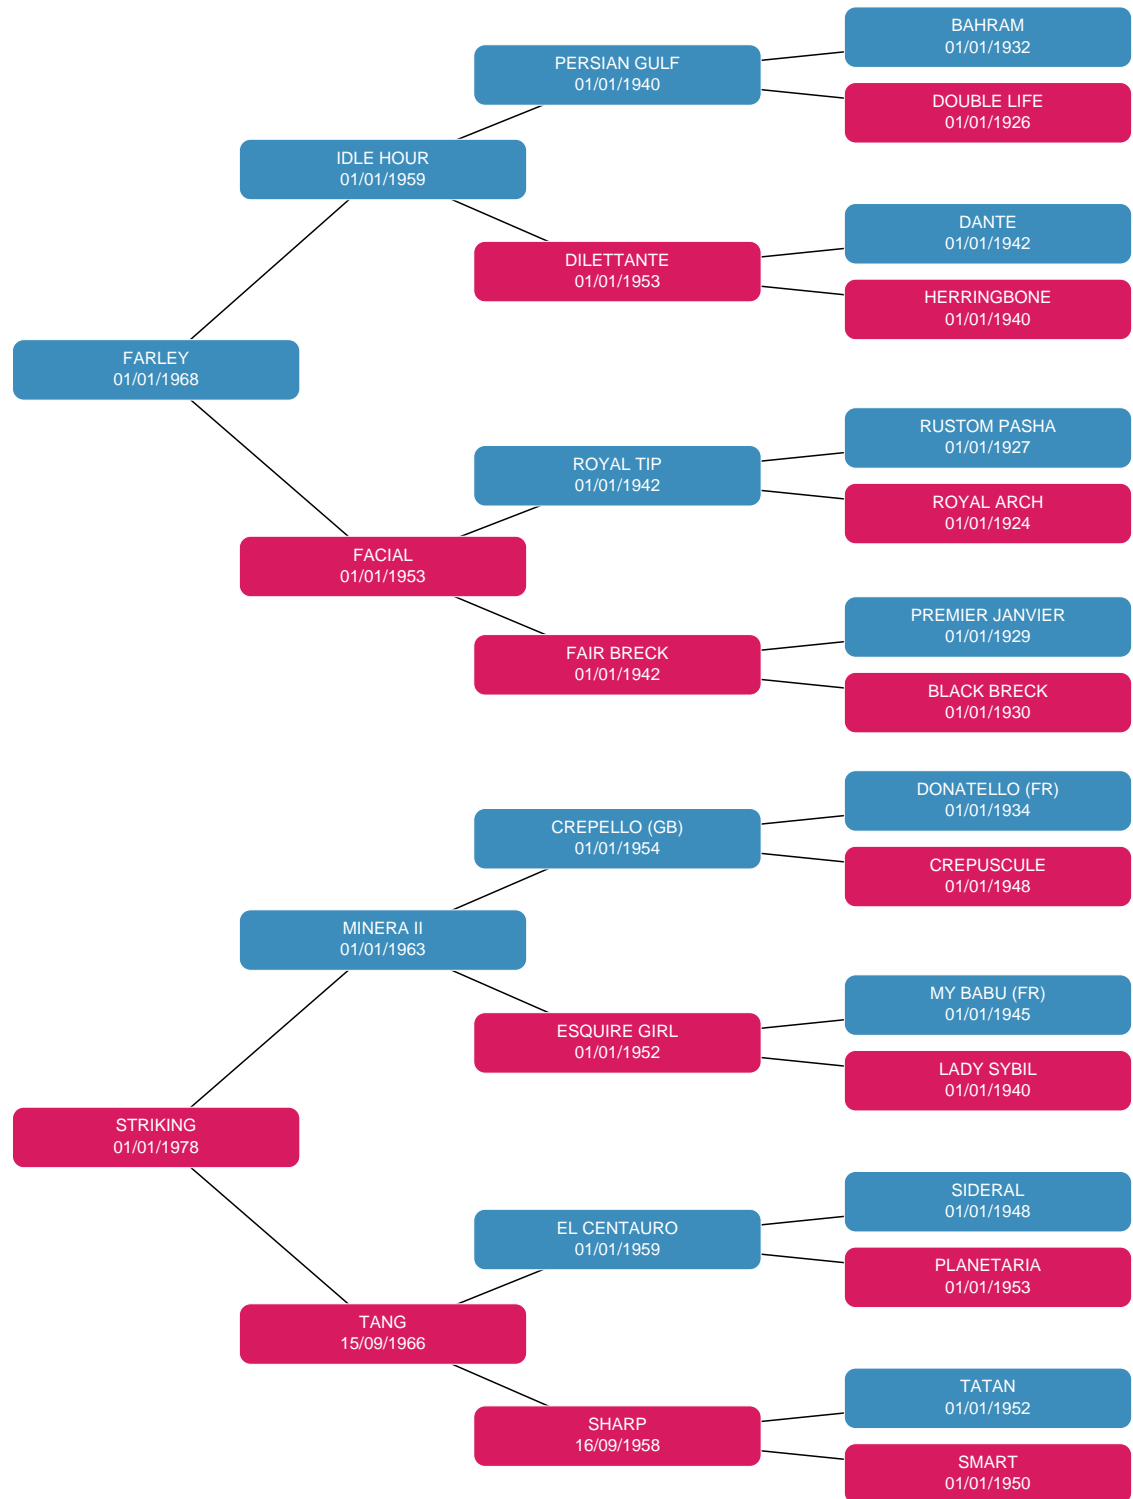 BAHRAM
01/01/1932
PERSIAN GULF
01/01/1940
DOUBLE LIFE
01/01/1926
IDLE HOUR
01/01/1959
DANTE
01/01/1942
DILETTANTE
01/01/1953
HERRINGBONE
01/01/1940
FARLEY
01/01/1968
RUSTOM PASHA
01/01/1927
ROYAL TIP
01/01/1942
ROYAL ARCH
01/01/1924
FACIAL
01/01/1953
PREMIER JANVIER
01/01/1929
FAIR BRECK
01/01/1942
BLACK BRECK
01/01/1930
DONATELLO (FR)
01/01/1934
CREPELLO (GB)
01/01/1954
CREPUSCULE
01/01/1948
MINERA II
01/01/1963
MY BABU (FR)
01/01/1945
ESQUIRE GIRL
01/01/1952
LADY SYBIL
01/01/1940
STRIKING
01/01/1978
SIDERAL
01/01/1948
EL CENTAURO
01/01/1959
PLANETARIA
01/01/1953
TANG
15/09/1966
TATAN
01/01/1952
SHARP
16/09/1958
SMART
01/01/1950